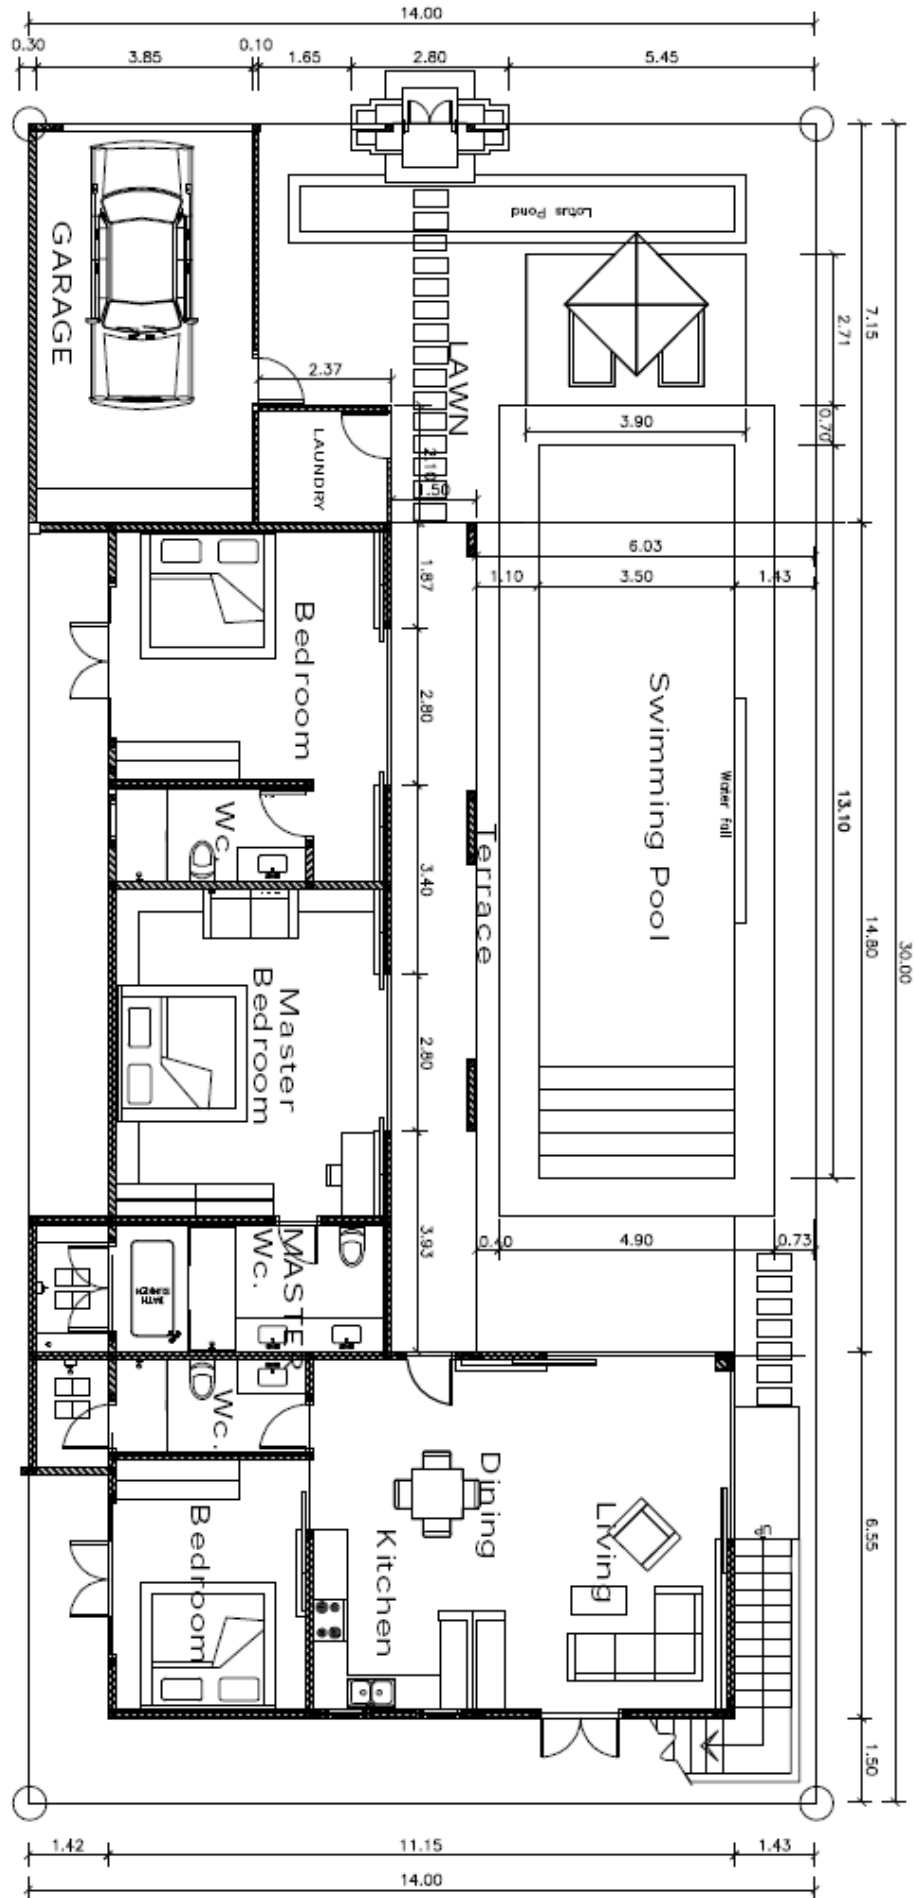 14.00
0.30
3.85
0.10
1.65
2.80
5.45
Lotus Pond
GARAGE
7.15
2.71
2.37
LAWN
3.90
0.70
LAUNDRY
2.10
1.50
6.03
1.10
3.50
1.43
1.87
Bedroom
2.80
Swimming Pool
Water fall
13.10
Wc.
Terrace
3.40
14.80
30.00
Master
Bedroom
2.80
MASTER
Wc.
3.93
0.40
4.90
0.73
Wc.
Dining
Living
Kitchen
Bedroom
6.55
1.50
1.42
11.15
1.43
14.00